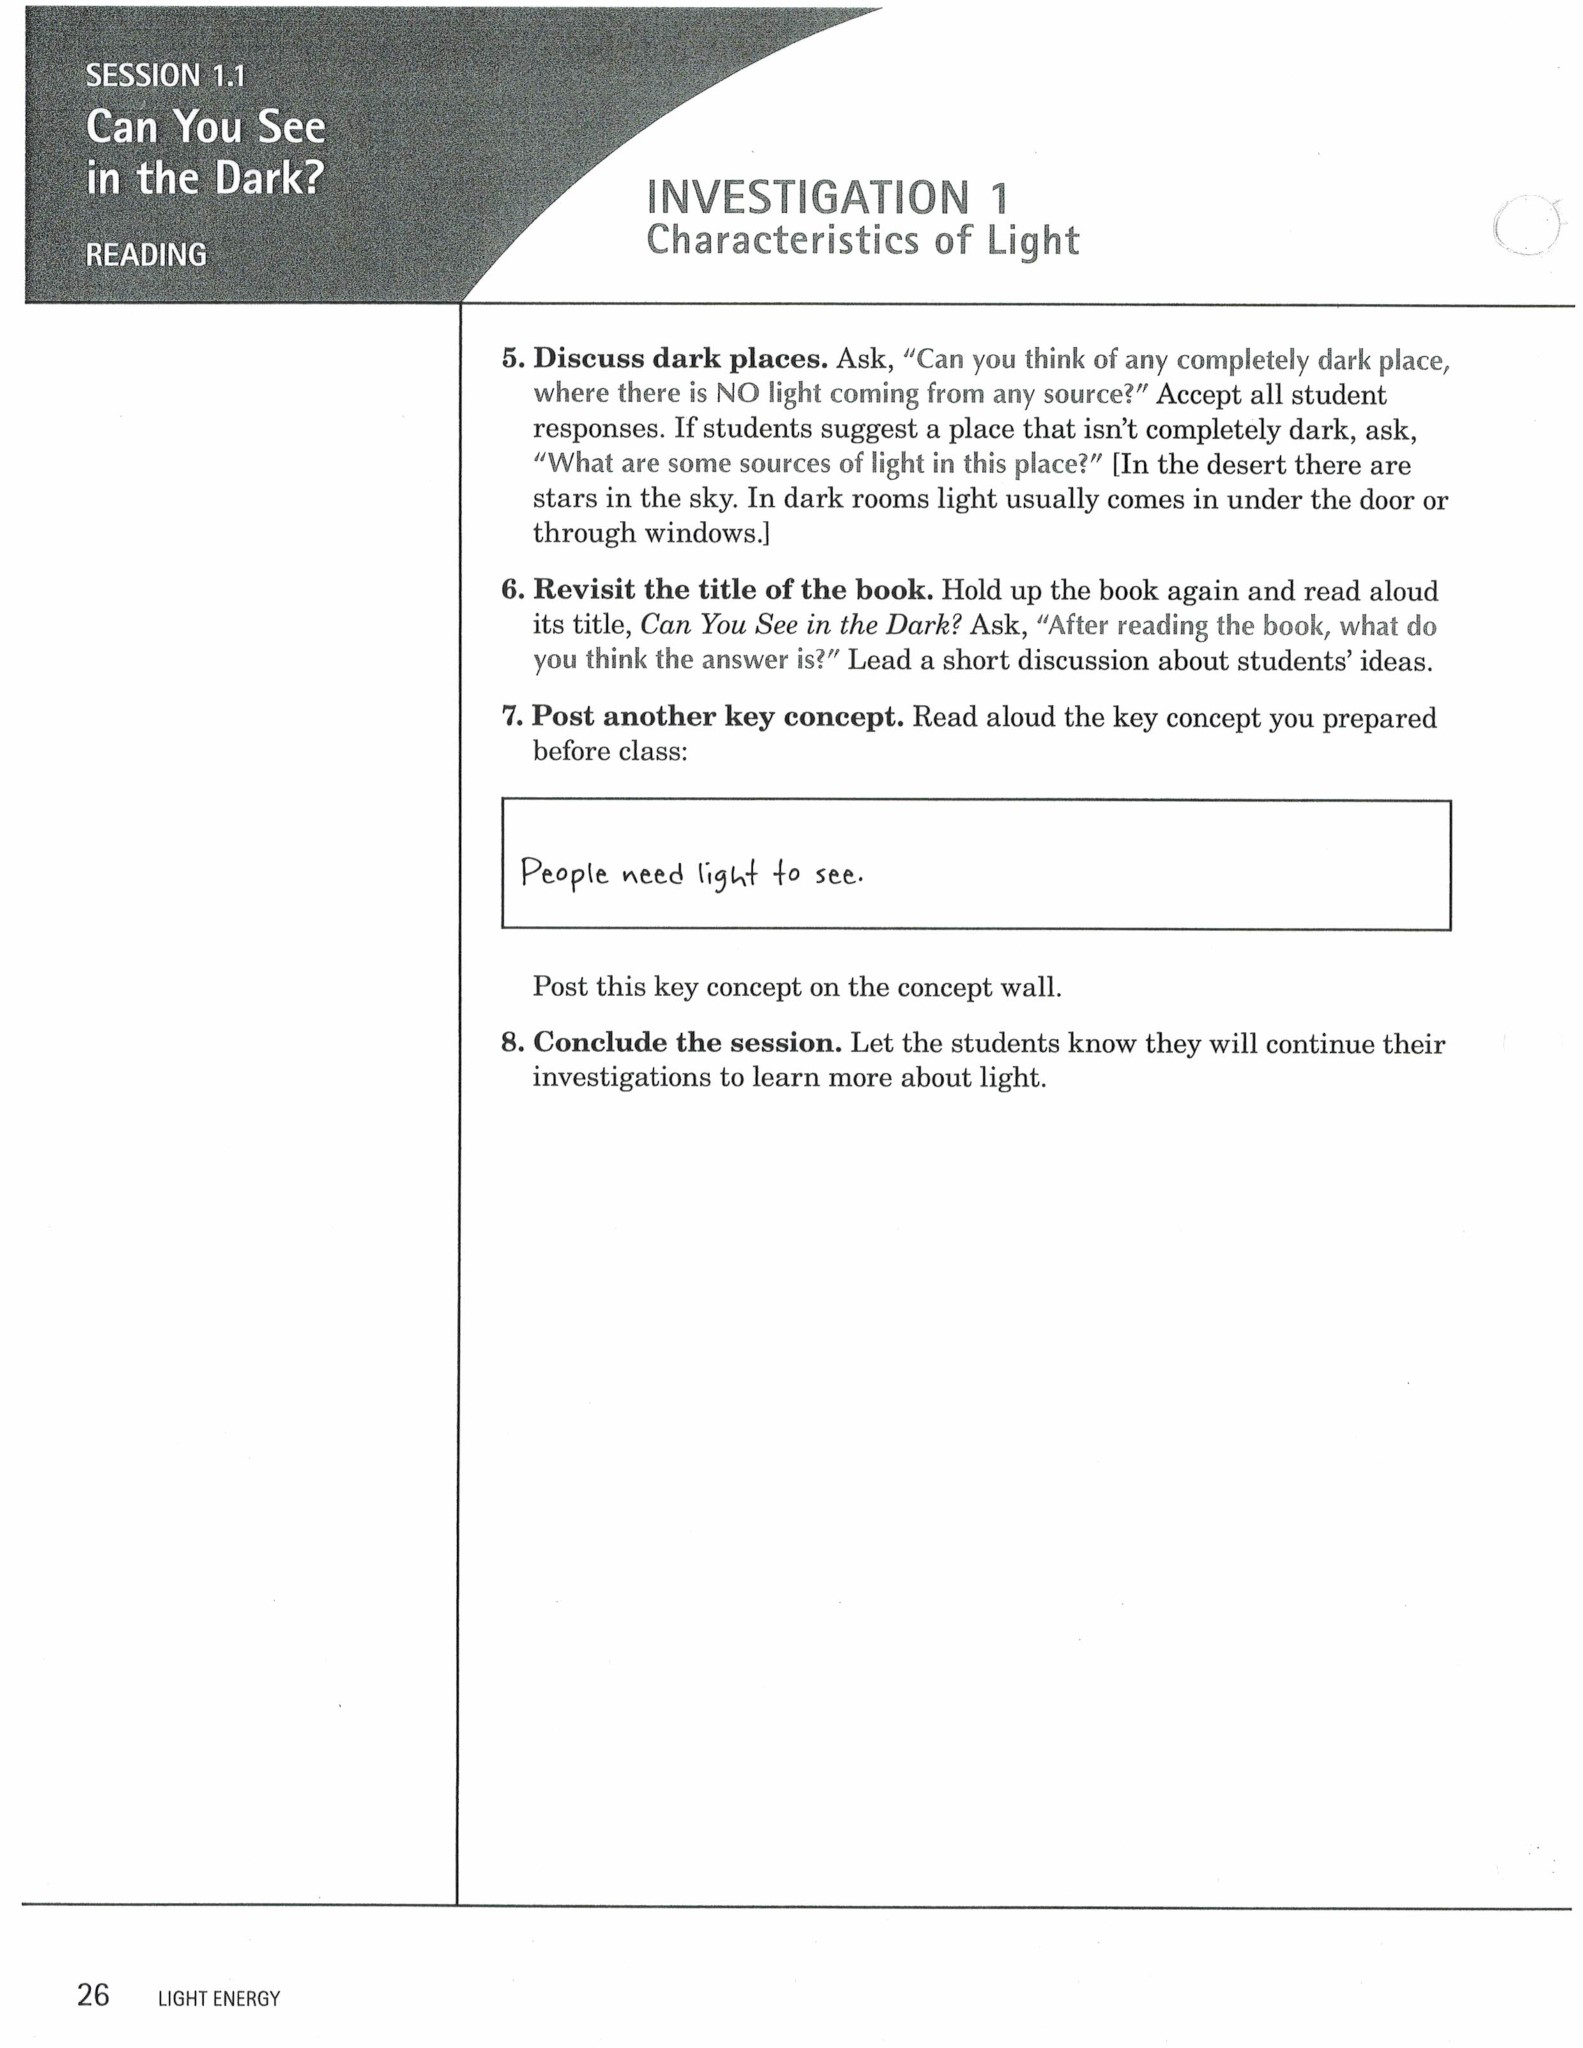 SESSION 1.1
Can You See
in the Dark?
READING
INVESTIGATION 1
Characteristics of Light
5. Discuss dark places. Ask, "Can you think of any completely dark place,
where there is NO light coming from any source?" Accept all student
responses. If students suggest a place that isn't completely dark, ask,
"What are some sources of light in this place?" [In the desert there are
stars in the sky. In dark rooms light usually comes in under the door or
through windows.]
6. Revisit the title of the book. Hold up the book again and read aloud
its title, Can You See in the Dark? Ask, "After reading the book, what do
you think the answer is?" Lead a short discussion about students' ideas.
7. Post another key concept. Read aloud the key concept you prepared
before class:
People need light to see.
Post this key concept on the concept wall.
8. Conclude the session. Let the students know they will continue their
investigations to learn more about light.
26 LIGHT ENERGY